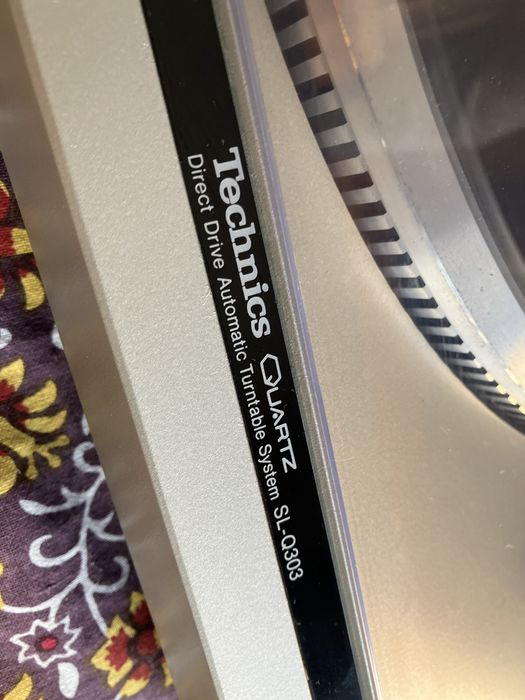 Technics QUARTZ
Direct Drive Automatic Turntable System SL-Q303